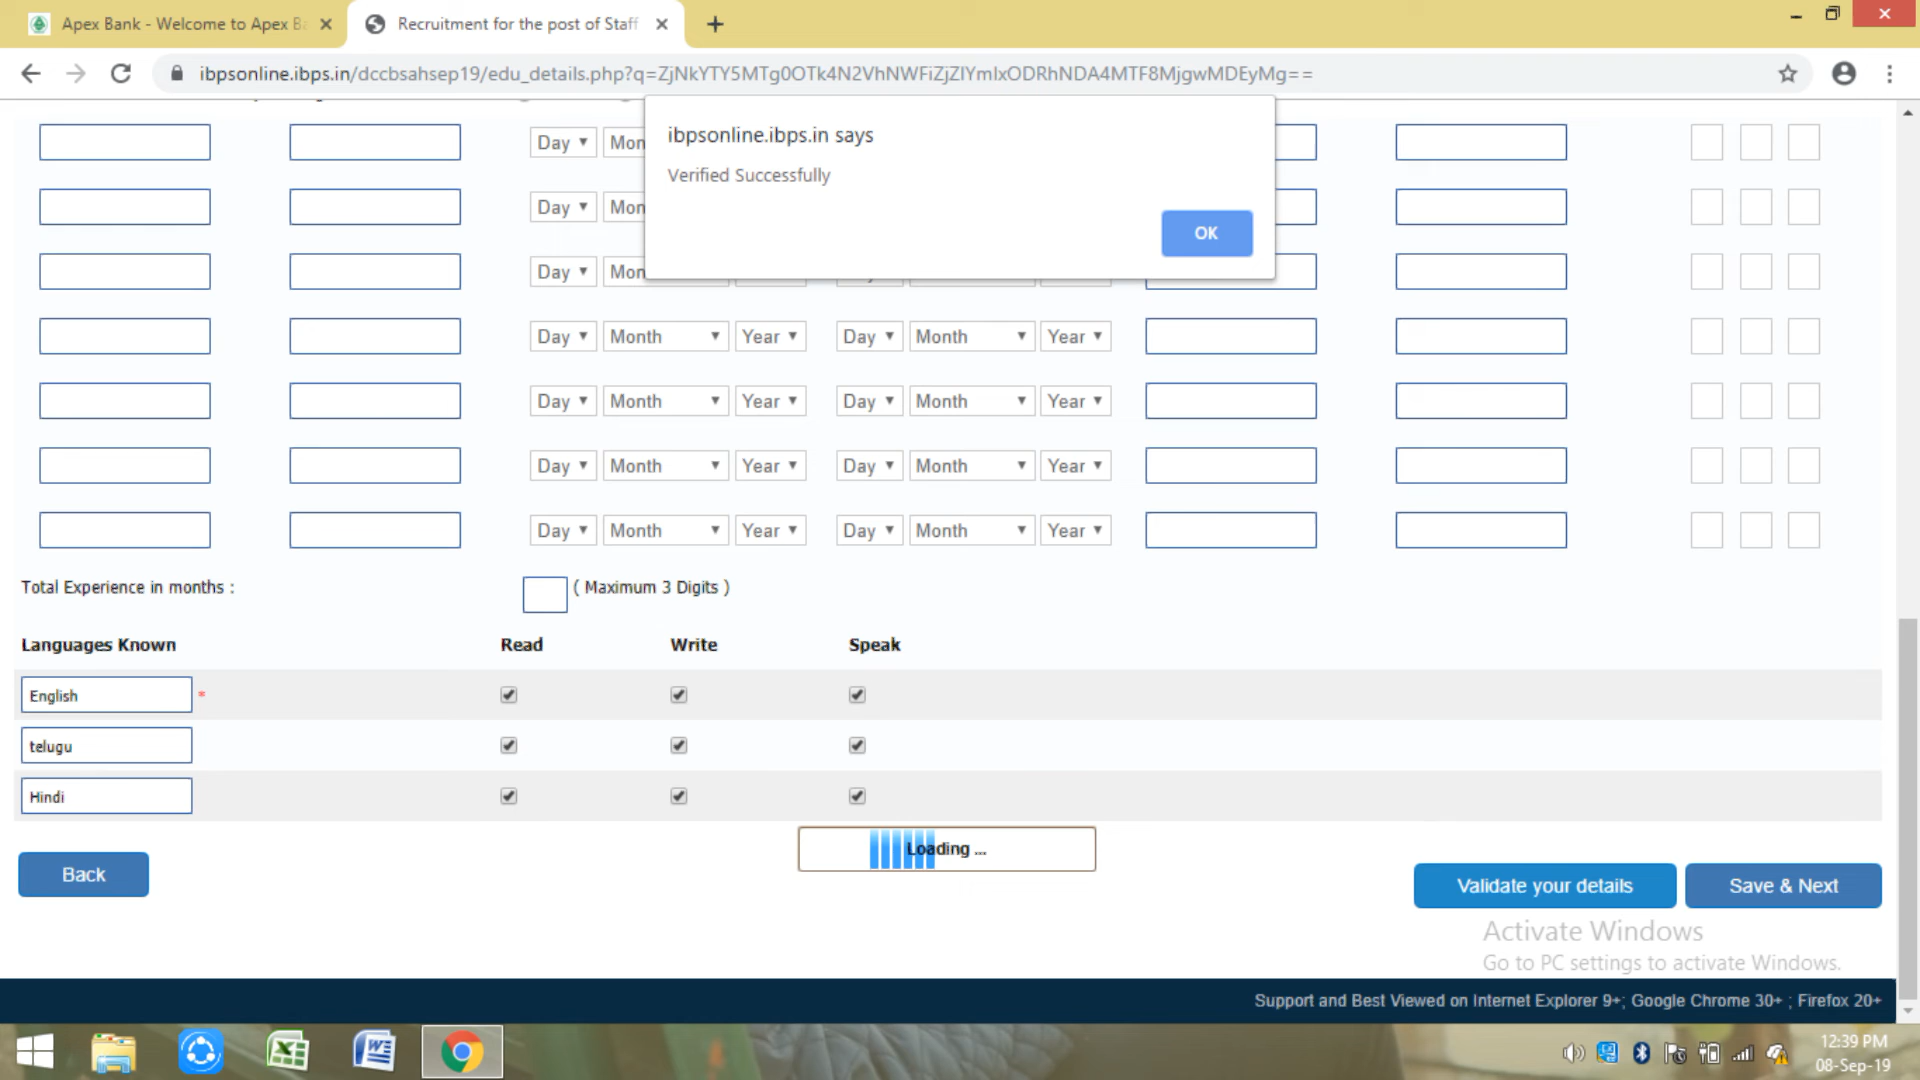 Apex Bank - Welcome to Apex B
Recruitment for the post of Staff
ibpsonline.ibps.in/dccbsahsep19/edu_details.php?q=ZjNkYTY5MTg0OTk4N2VhNWFiZjZlYmIxODRhNDA4MTF8MjgwMDEyMg==
ibpsonline.ibps.in says
Verified Successfully
OK
Day Mon
Day Mon
Day Mon
Day Month Year Day Month Year
Day Month Year Day Month Year
Day Month Year Day Month Year
Day Month Year Day Month Year
Total Experience in months : ( Maximum 3 Digits )
Languages Known Read Write Speak
English *
telugu
Hindi
Loading ...
Back
Validate your details Save & Next
Activate Windows
Go to PC settings to activate Windows.
Support and Best Viewed on Internet Explorer 9+; Google Chrome 30+ ; Firefox 20+
12:39 PM
08-Sep-19